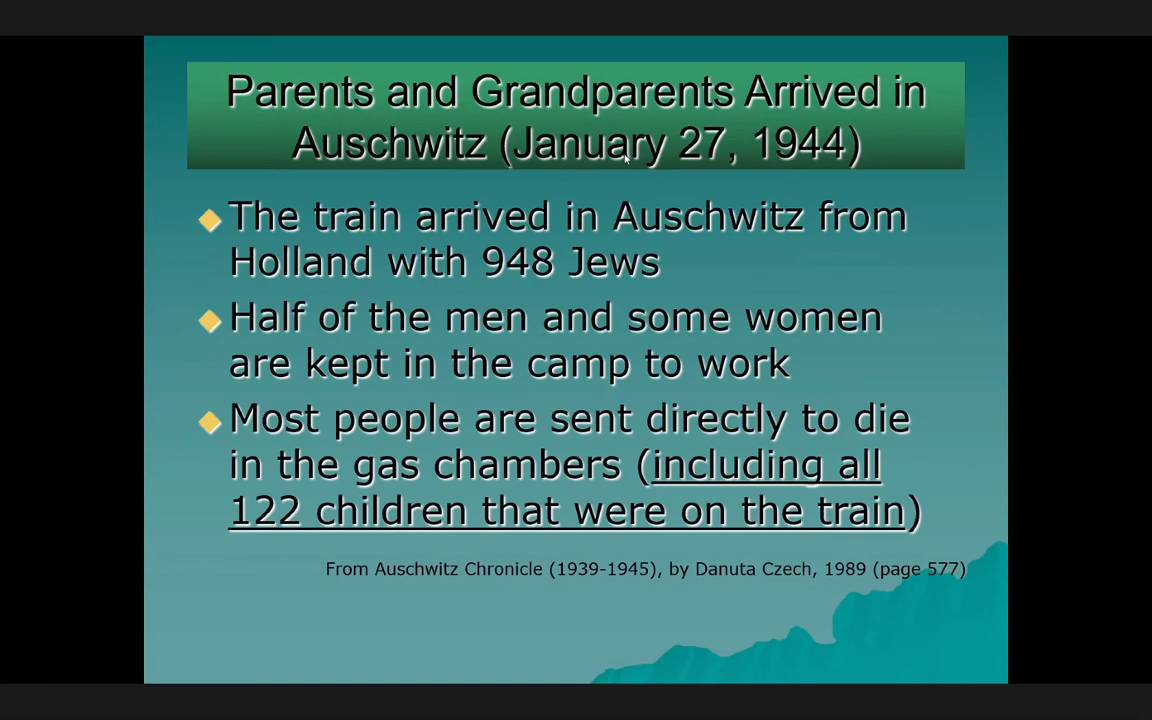 Parents and Grandparents Arrived in
Auschwitz (January 27, 1944)
The train arrived in Auschwitz from
Holland with 948 Jews
Half of the men and some women
are kept in the camp to work
Most people are sent directly to die
in the gas chambers (including all
122 children that were on the train)
From Auschwitz Chronicle (1939-1945), by Danuta Czech, 1989 (page 577)